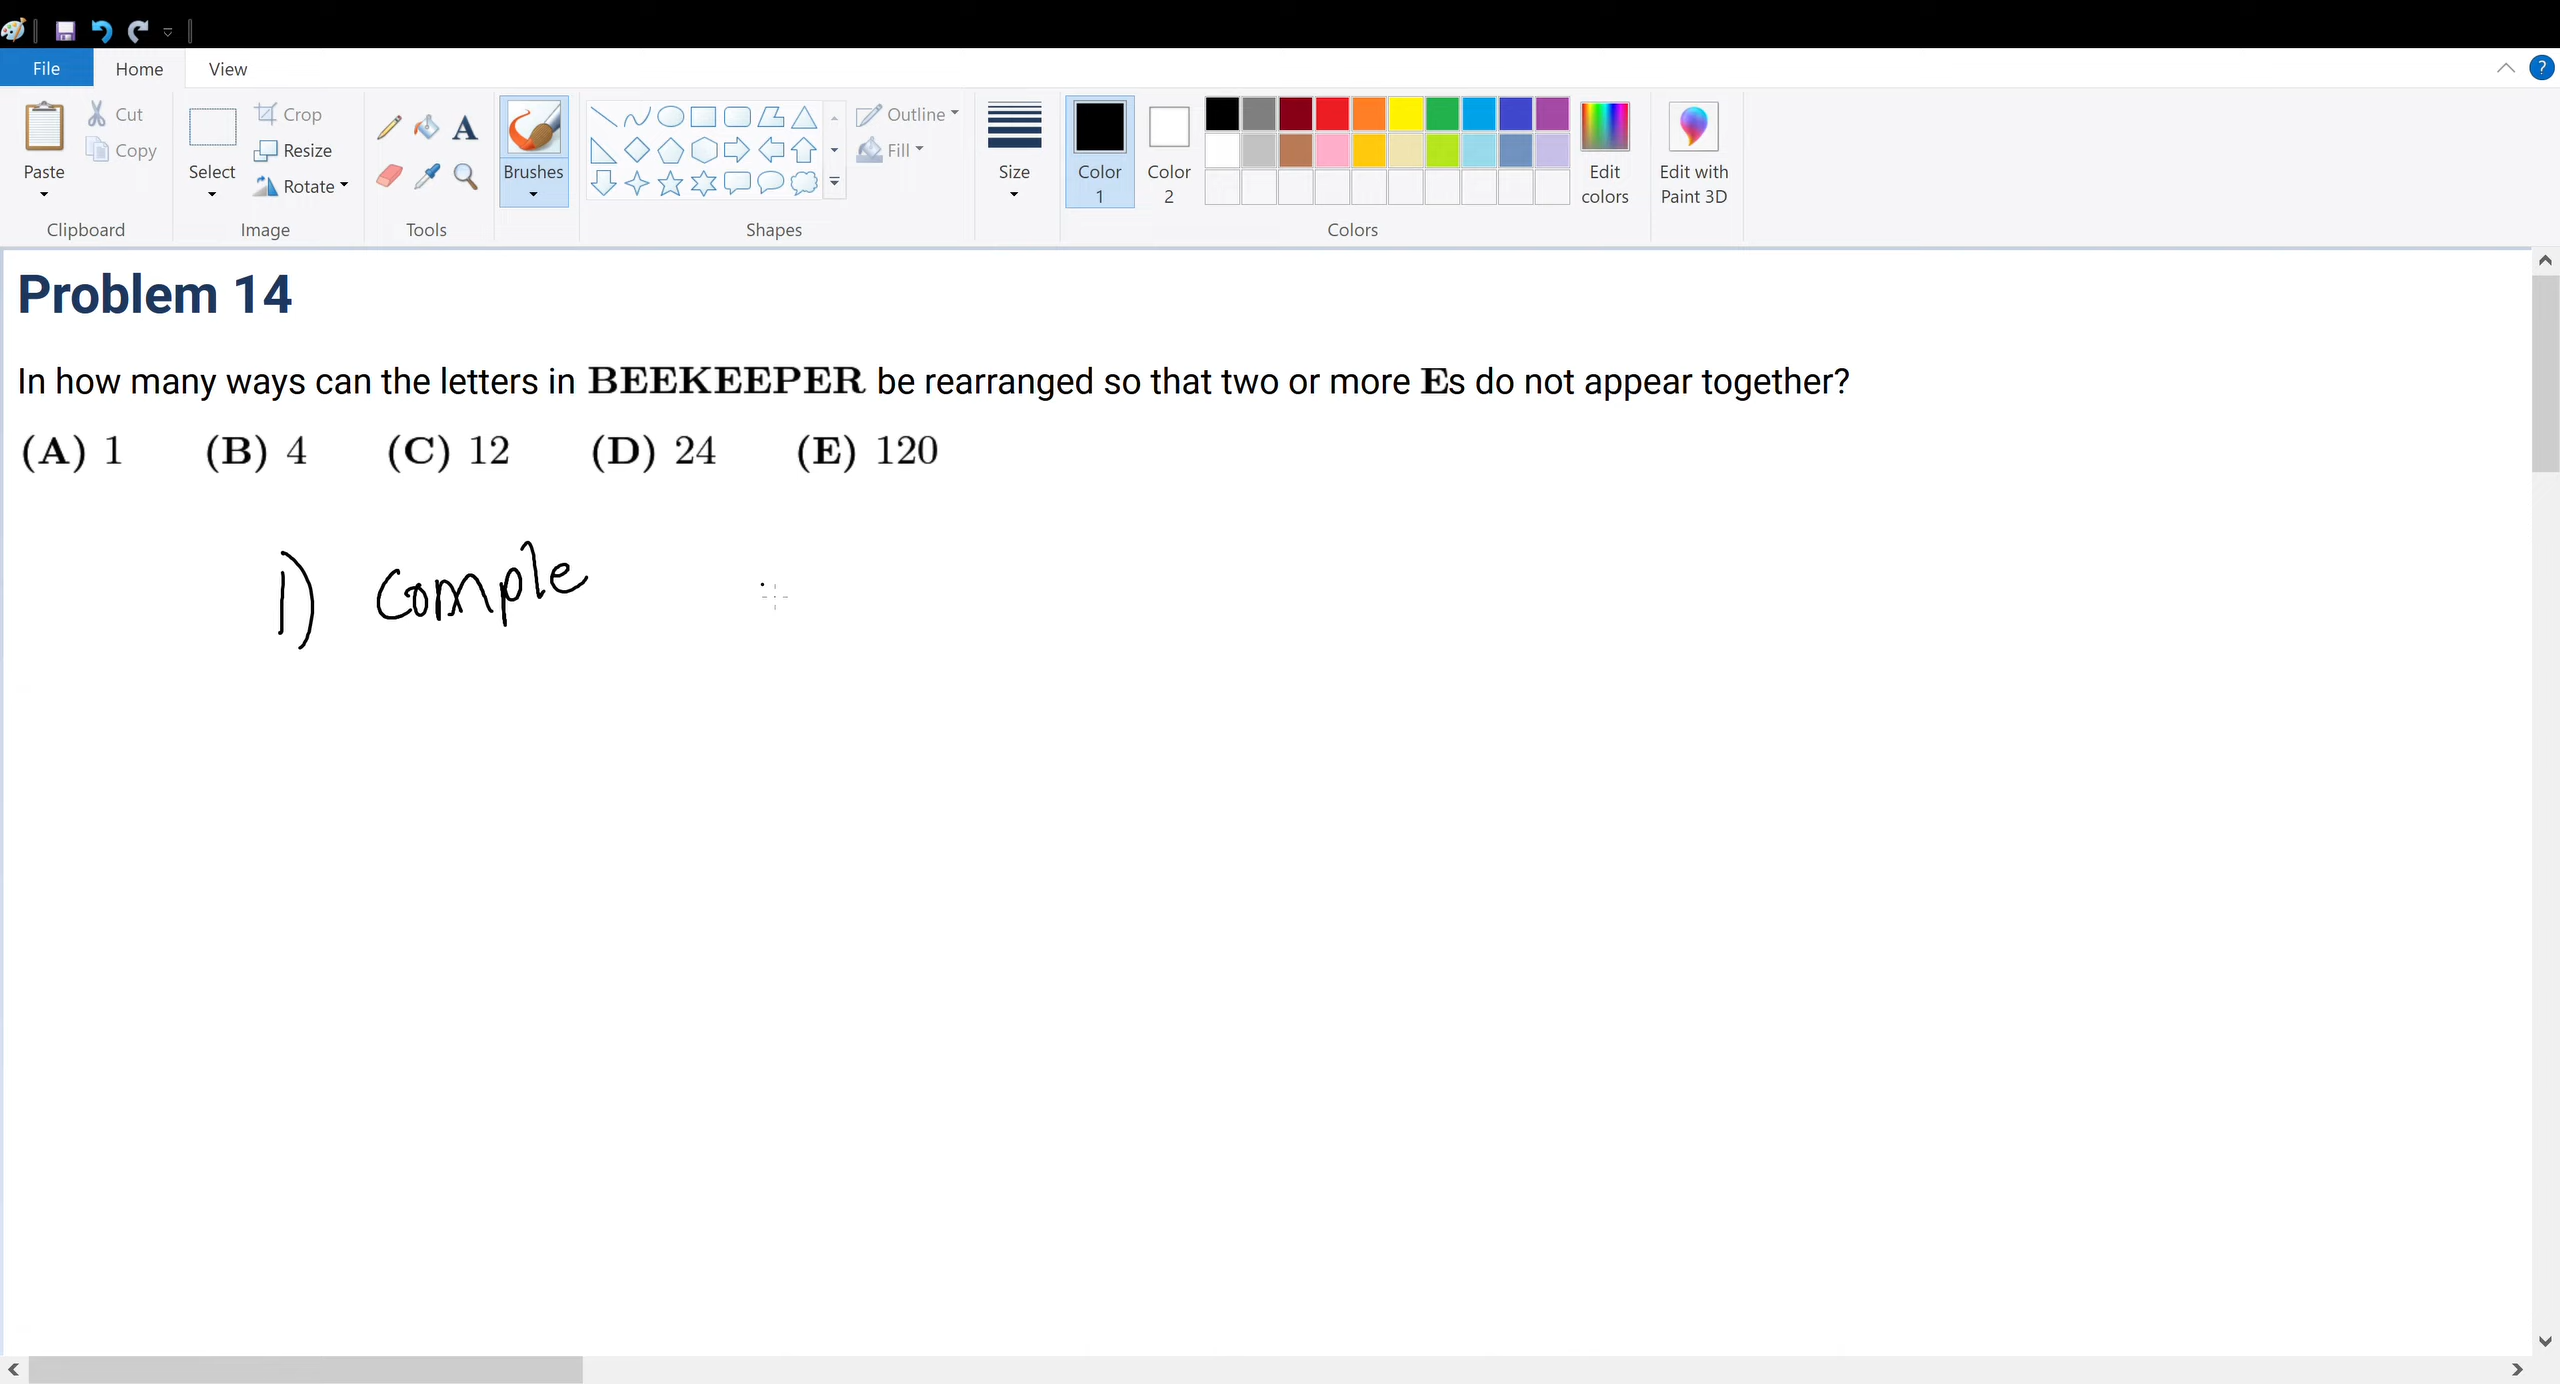 File Home View
Paste Cut Copy Select Crop Resize Rotate Brushes Outline Fill Size Color 1 Color 2 Edit colors Edit with Paint 3D
Clipboard Image Tools Shapes Colors
Problem 14
In how many ways can the letters in BEEKEEPER be rearranged so that two or more Es do not appear together?
(A) 1 (B) 4 (C) 12 (D) 24 (E) 120
1) comple